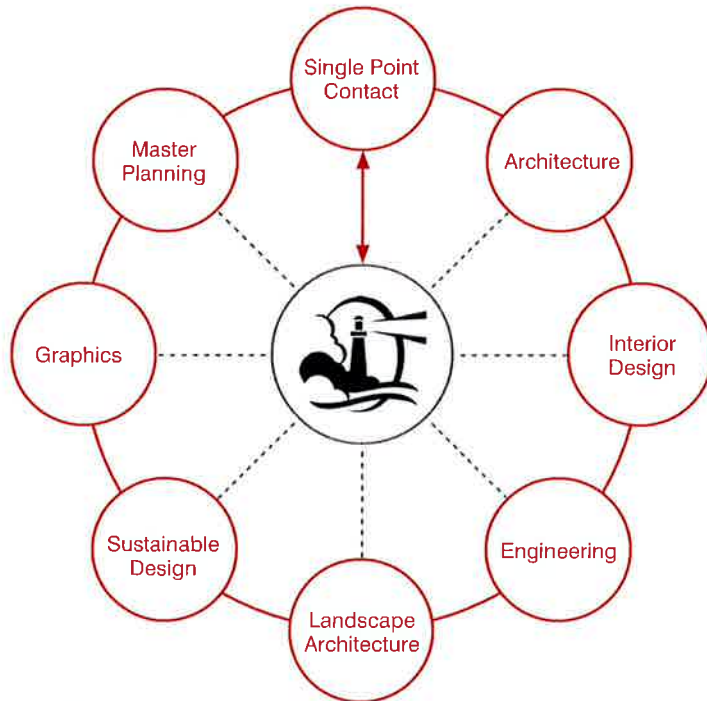 Single Point
Contact
Architecture
Interior
Design
Engineering
Landscape
Architecture
Sustainable
Design
Graphics
Master
Planning